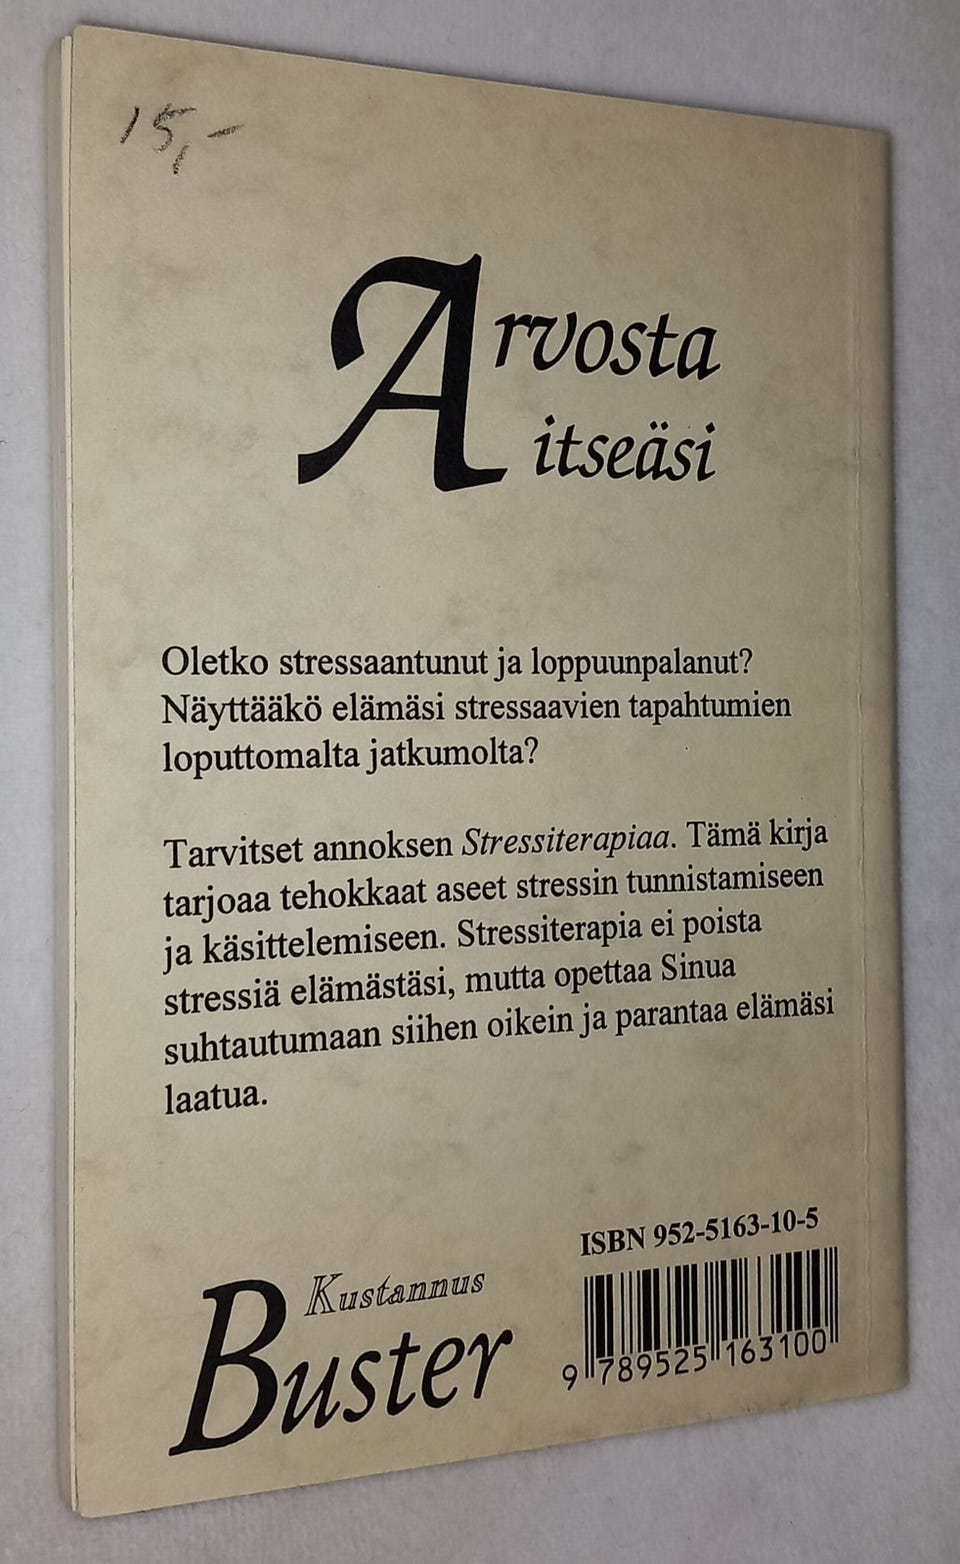 15,-
Arvosta
itseäsi
Oletko stressaantunut ja loppuunpalanut?
Näyttääkö elämäsi stressaavien tapahtumien
loputtomalta jatkumolta?
Tarvitset annoksen Stressiterapiaa. Tämä kirja
tarjoaa tehokkaat aseet stressin tunnistamiseen
ja käsittelemiseen. Stressiterapia ei poista
stressiä elämästäsi, mutta opettaa Sinua
suhtautumaan siihen oikein ja parantaa elämäsi
laatua.
Kustannus
Buster
ISBN 952-5163-10-5
9 789525 163100